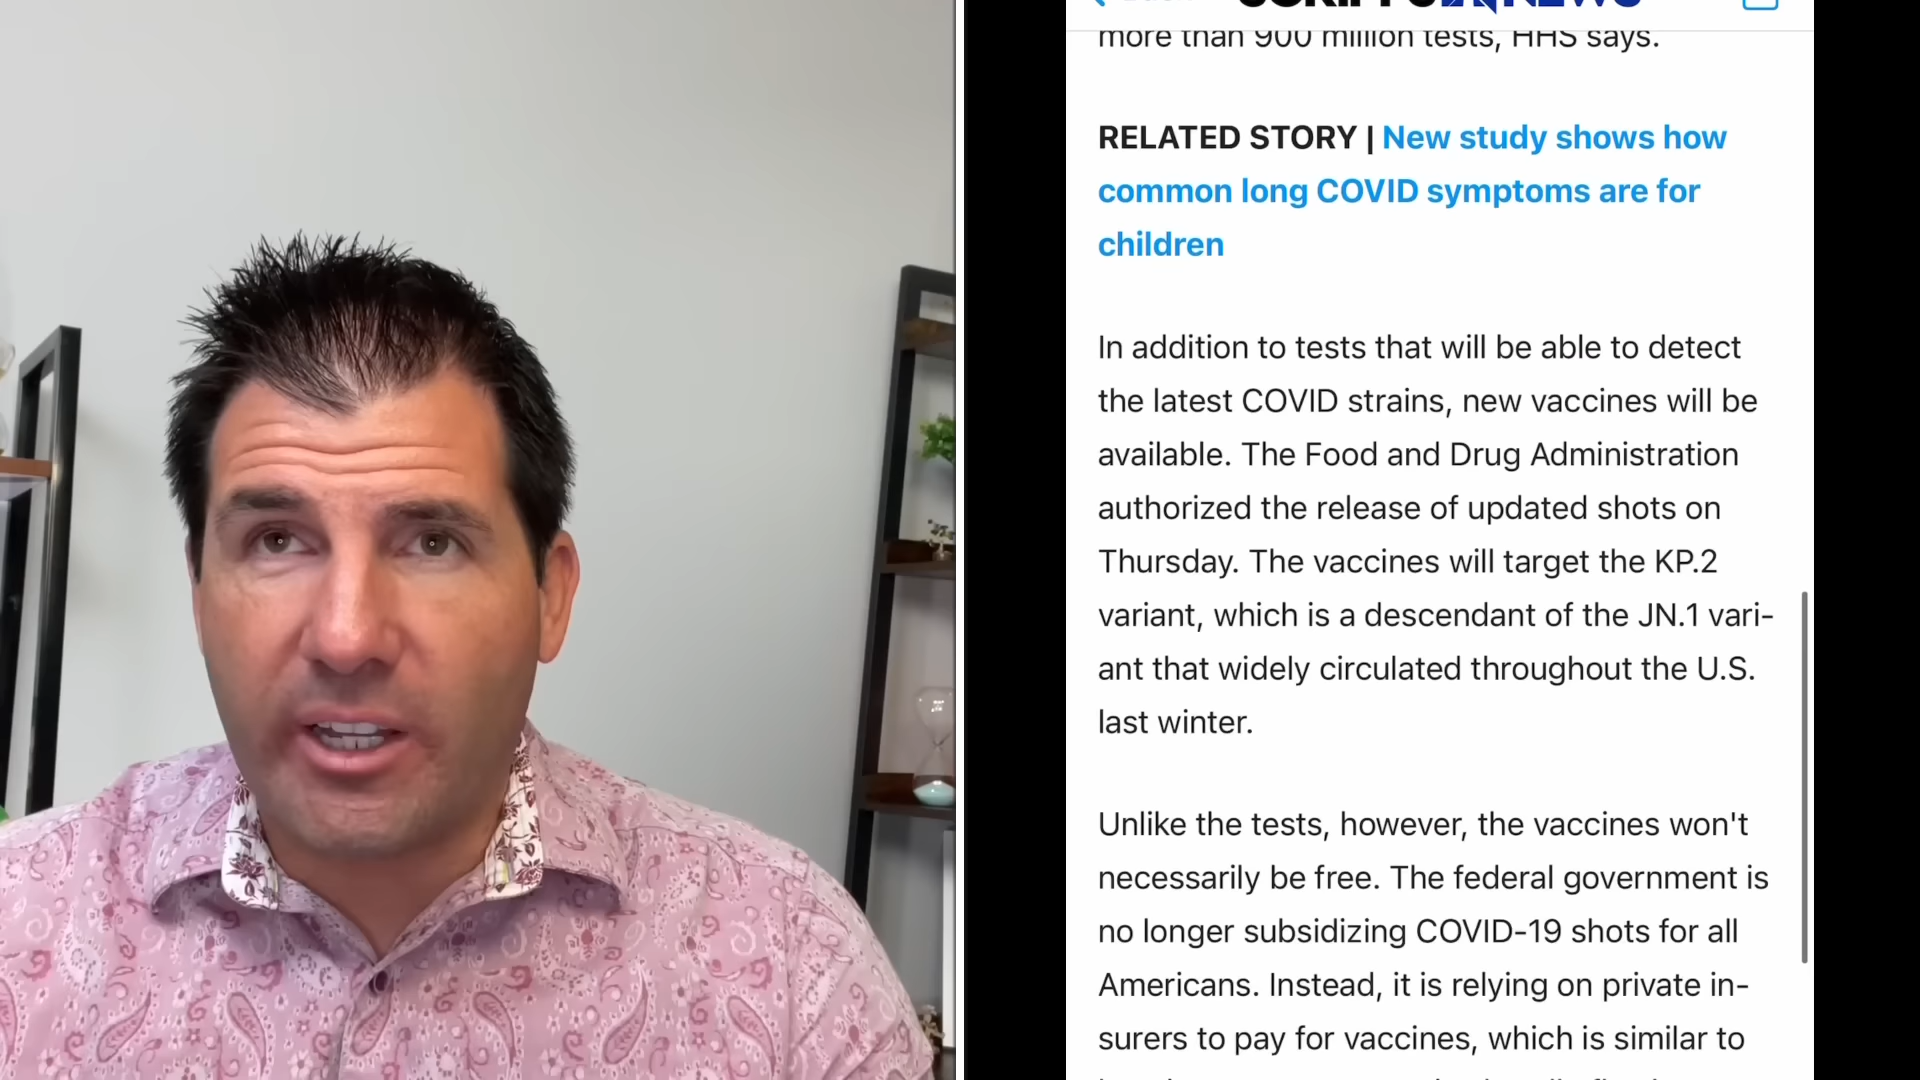 SCRIPPS NEWS
more than 900 million tests, HHS says.
RELATED STORY | New study shows how
common long COVID symptoms are for
children
In addition to tests that will be able to detect
the latest COVID strains, new vaccines will be
available. The Food and Drug Administration
authorized the release of updated shots on
Thursday. The vaccines will target the KP.2
variant, which is a descendant of the JN.1 vari-
ant that widely circulated throughout the U.S.
last winter.
Unlike the tests, however, the vaccines won't
necessarily be free. The federal government is
no longer subsidizing COVID-19 shots for all
Americans. Instead, it is relying on private in-
surers to pay for vaccines, which is similar to